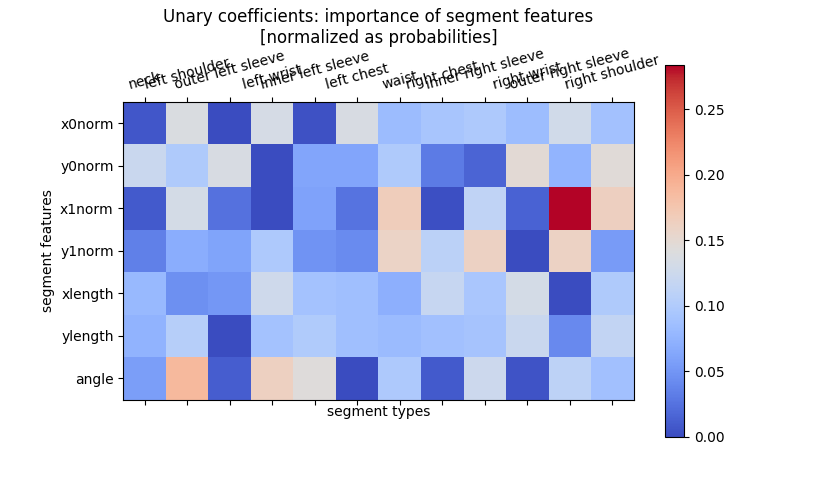 Unary coefficients: importance of segment features
[normalized as probabilities]
neck
left shoulder
outer left sleeve
left wrist
inner left sleeve
left chest
waist
right chest
inner right sleeve
right wrist
outer right sleeve
right shoulder
x0norm
y0norm
x1norm
y1norm
xlength
ylength
angle
segment features
segment types
0.25
0.20
0.15
0.10
0.05
0.00